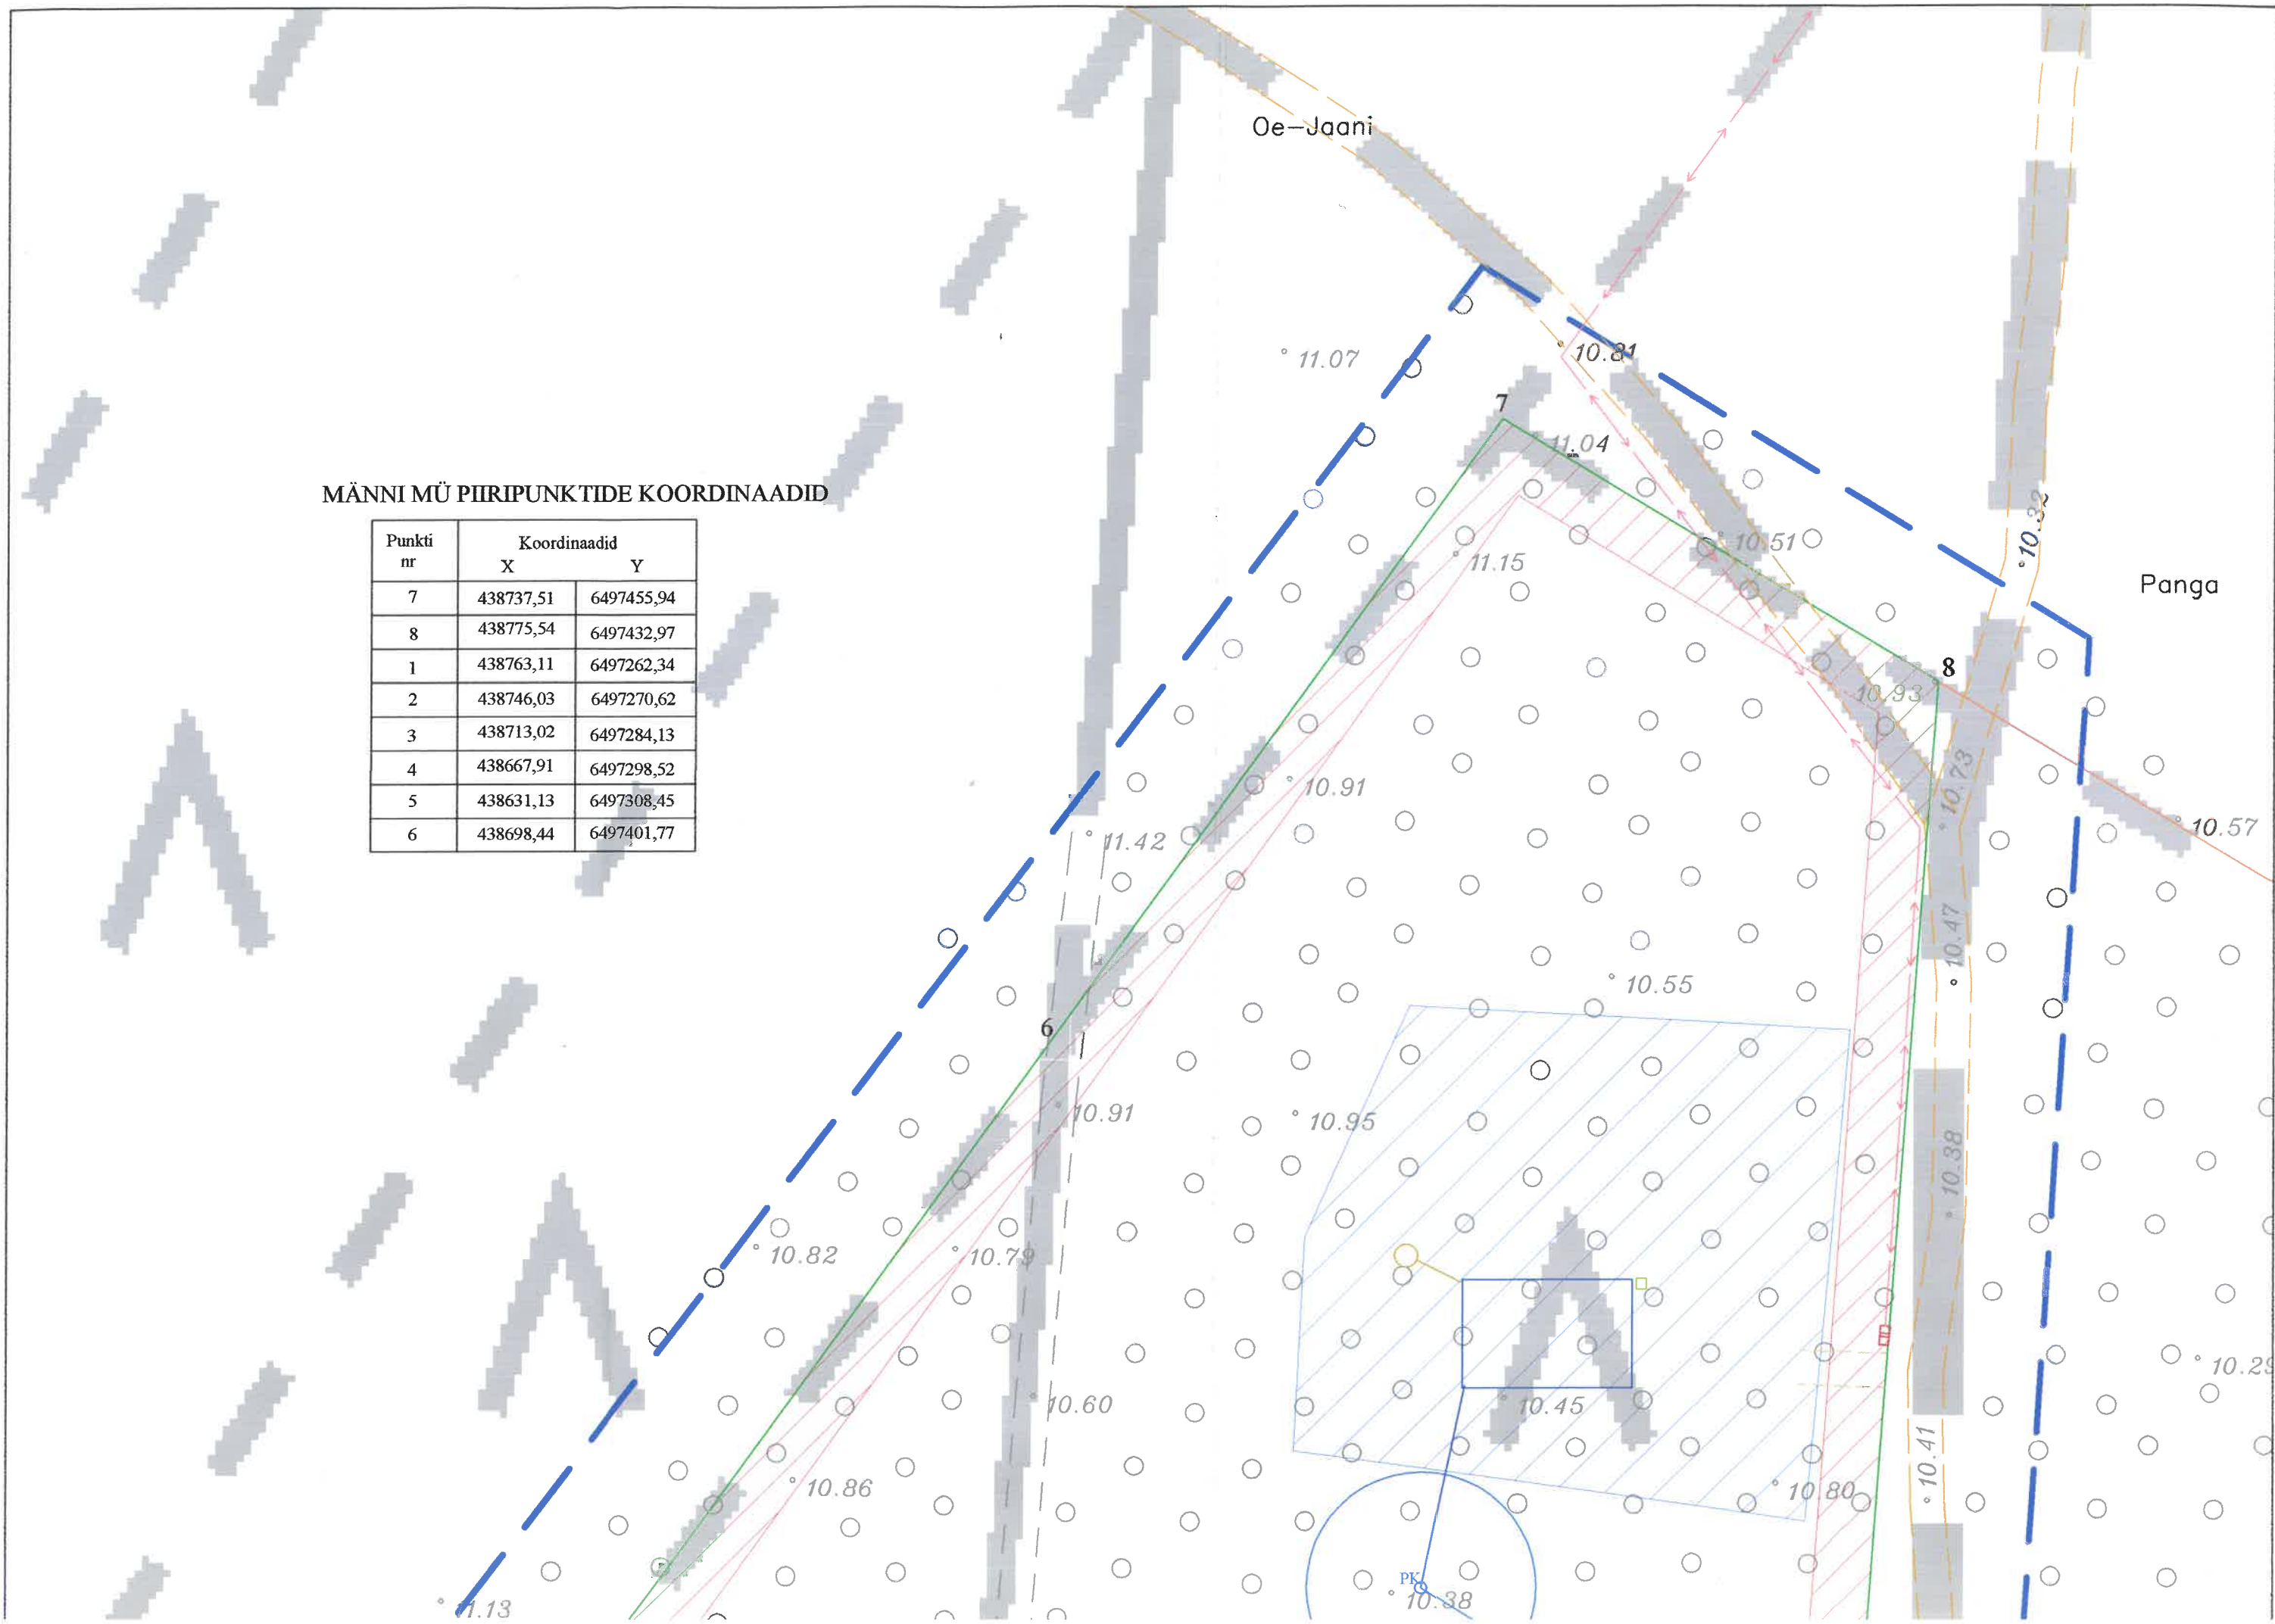 Oe-Jaani
11.07
10.81
7
11.04
10.32
10.51
11.15
Panga
MÄNNI MÜ PIIRIPUNKTIDE KOORDINAADID
Punkti nr Koordinaadid
X Y
7 438737,51 6497455,94
8 438775,54 6497432,97
1 438763,11 6497262,34
2 438746,03 6497270,62
3 438713,02 6497284,13
4 438667,91 6497298,52
5 438631,13 6497308,45
6 438698,44 6497401,77
8
10.93
10.73
10.91
10.57
11.42
10.47
10.55
6
10.91
10.95
10.38
10.82
10.79
10.29
10.60
10.45
10.41
10.86
10.80
PK
10.38
11.13